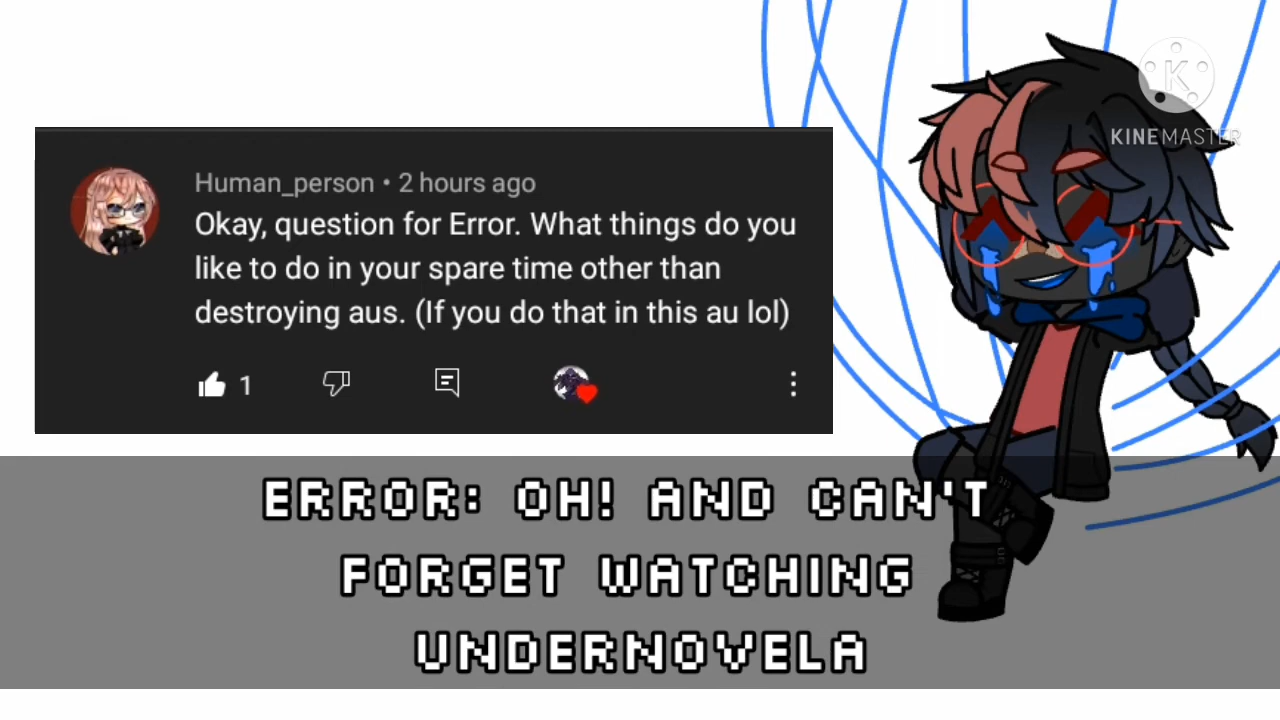 KINEMASTER
Human_person • 2 hours ago
Okay, question for Error. What things do you
like to do in your spare time other than
destroying aus. (If you do that in this au lol)
1
ERROR: OH! AND CAN'T
FORGET WATCHING
UNDERNOVELA